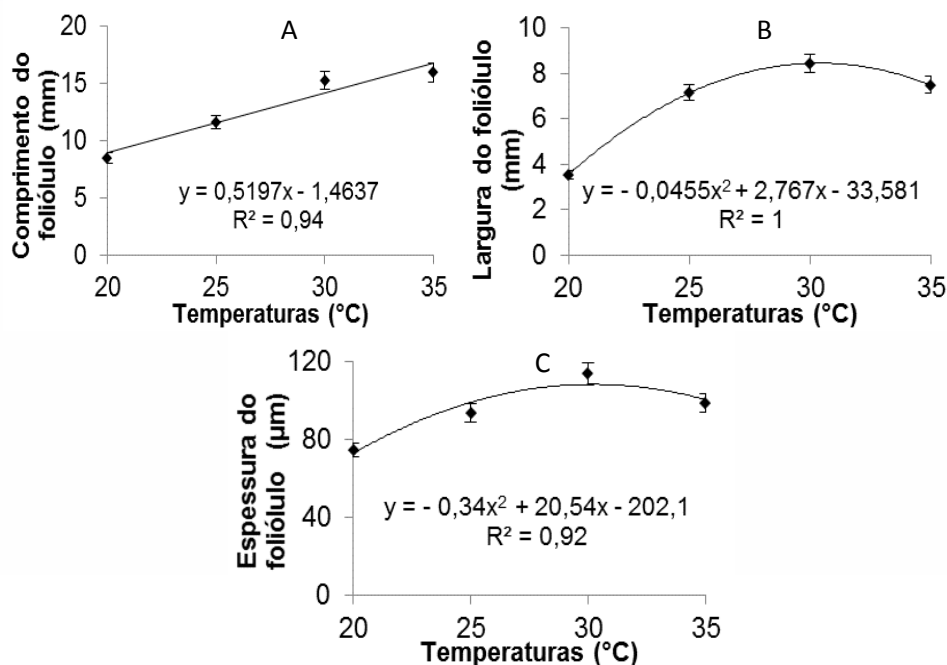 A
Comprimento do
foliólulo (mm)
20
15
10
5
0
y = 0,5197x - 1,4637
R² = 0,94
20 25 30 35
Temperaturas (°C)
B
Largura do foliólulo
(mm)
10
8
6
4
2
0
y = - 0,0455x² + 2,767x - 33,581
R² = 1
20 25 30 35
Temperaturas (°C)
C
Espessura do
foliólulo (µm)
120
80
40
0
y = - 0,34x² + 20,54x - 202,1
R² = 0,92
20 25 30 35
Temperaturas (°C)